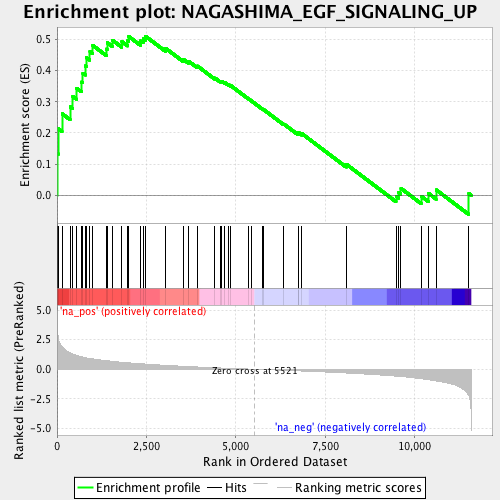 Enrichment plot: NAGASHIMA_EGF_SIGNALING_UP
Enrichment score (ES)
0.5
0.4
0.3
0.2
0.1
0.0
'na_pos' (positively correlated)
Ranked list metric (PreRanked)
5.0
2.5
0.0
-2.5
-5.0
Zero cross at 5521
'na_neg' (negatively correlated)
0
2,500
5,000
7,500
10,000
Rank in Ordered Dataset
Enrichment profile
Hits
Ranking metric scores